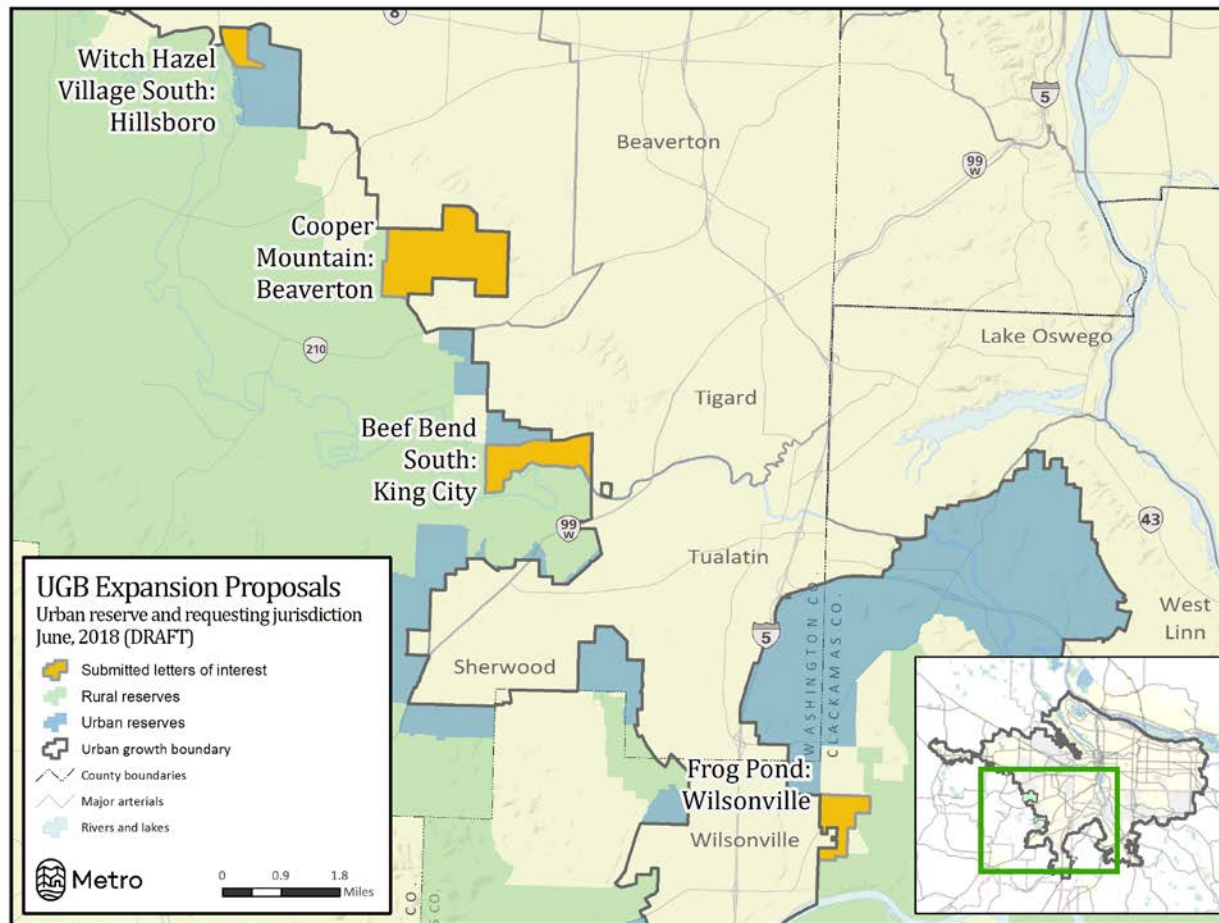 8
Witch Hazel
Village South:
Hillsboro
5
Beaverton
99
W
Cooper
Mountain:
Beaverton
210
Lake Oswego
Tigard
Beef Bend
South:
King City
99
W
43
Tualatin
5
West
Linn
Sherwood
WASHINGTON CO.
CLACKAMAS CO.
Frog Pond:
Wilsonville
Wilsonville
UGB Expansion Proposals
Urban reserve and requesting jurisdiction
June, 2018 (DRAFT)
Submitted letters of interest
Rural reserves
Urban reserves
Urban growth boundary
County boundaries
Major arterials
Rivers and lakes
Metro
0 0.9 1.8
Miles
CO.
CO.